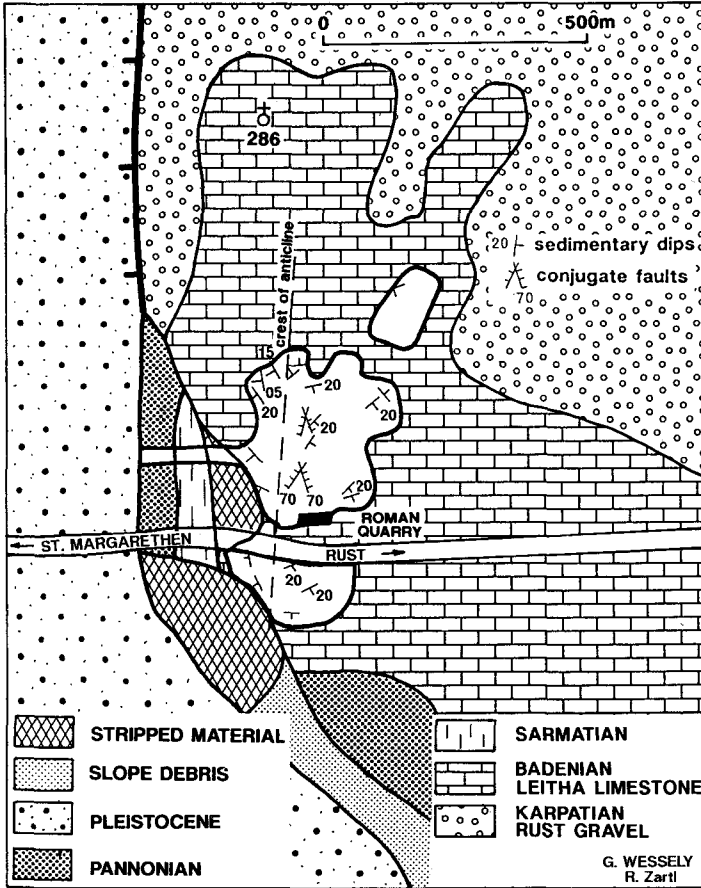 0
500m
286
20 sedimentary dips
conjugate faults
70
crest of anticline
15
05
20
20
20
20
70
70
20
ROMAN
QUARRY
ST. MARGARETHEN
RUST
20
20
STRIPPED MATERIAL
SLOPE DEBRIS
PLEISTOCENE
PANNONIAN
SARMATIAN
BADENIAN
LEITHA LIMESTONE
KARPATIAN
RUST GRAVEL
G. WESSELY
R. Zartl